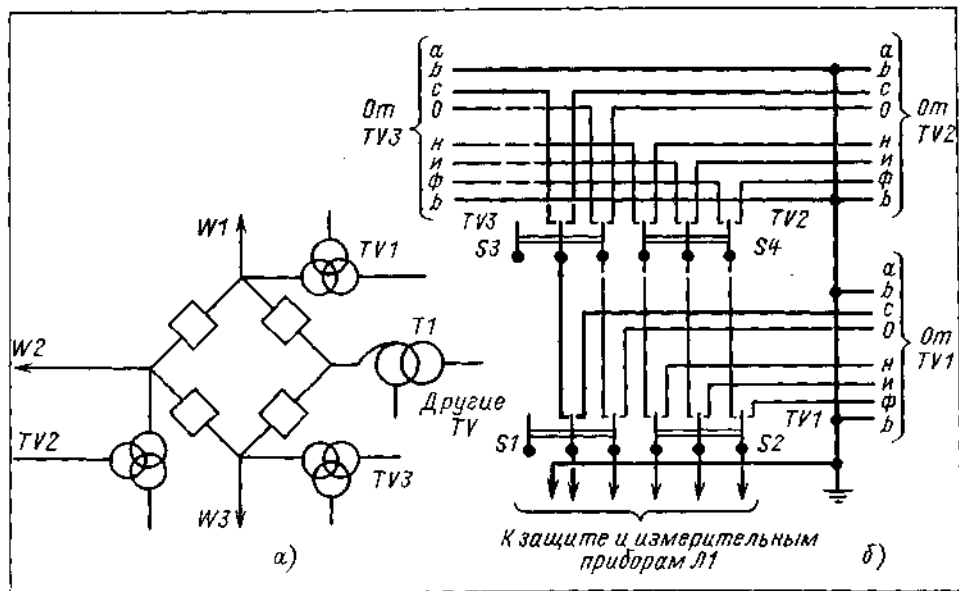 W1
TV1
W2
T1
Другие
TV
TV2
TV3
W3
а)
От
TV3
a
b
c
0
н
и
ф
b
a
b
c
0
н
и
ф
b
От
TV2
TV3
S3
TV2
S4
a
b
c
0
н
и
ф
b
От
TV1
TV1
S1
S2
К защите и измерительным
приборам Л1
б)